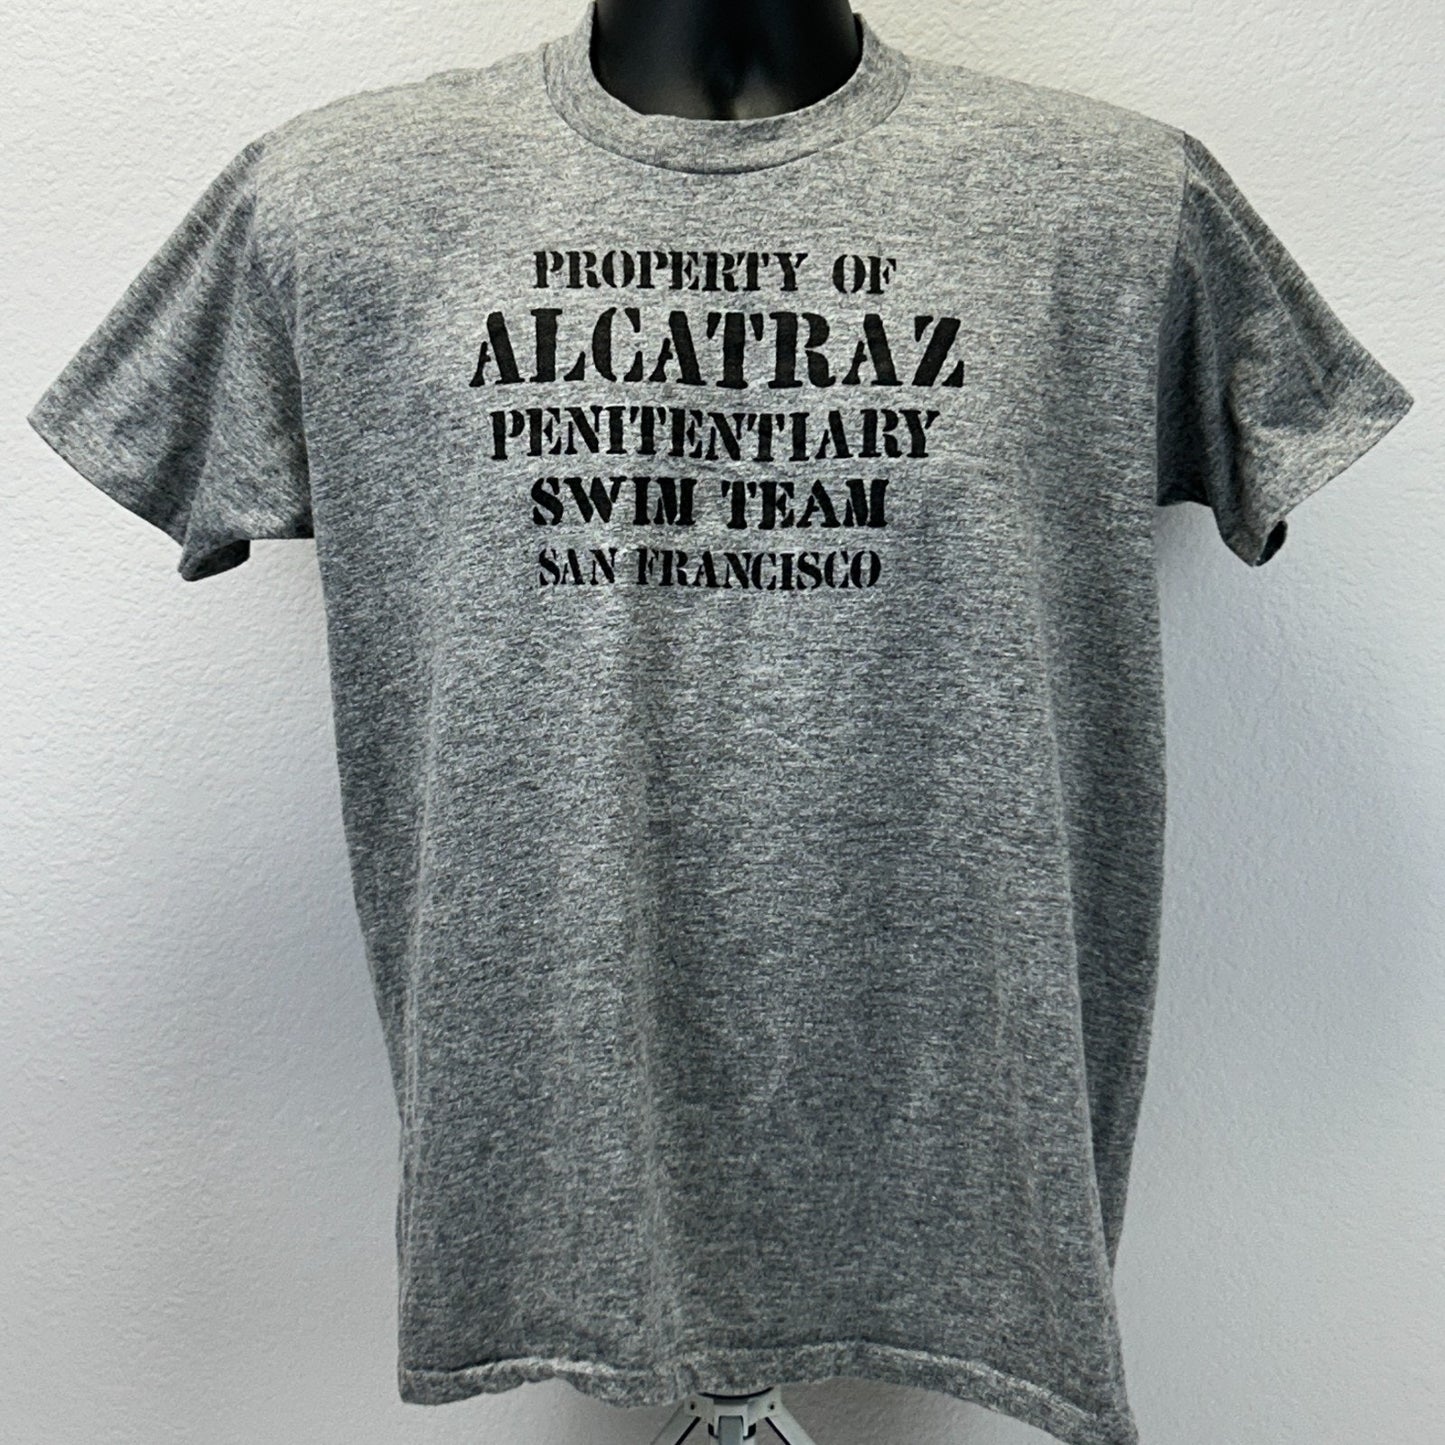 PROPERTY OF
ALCATRAZ
PENITENTIARY
SWIM TEAM
SAN FRANCISCO